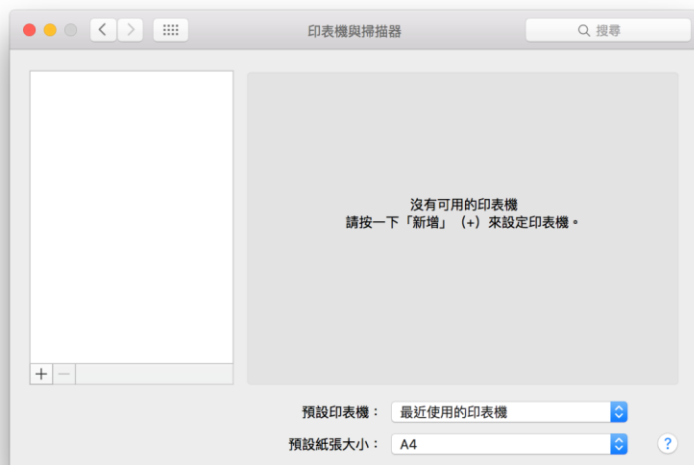 印表機與掃描器
搜尋
沒有可用的印表機
請按一下「新增」(+)來設定印表機。
預設印表機：
最近使用的印表機
預設紙張大小：
A4
?